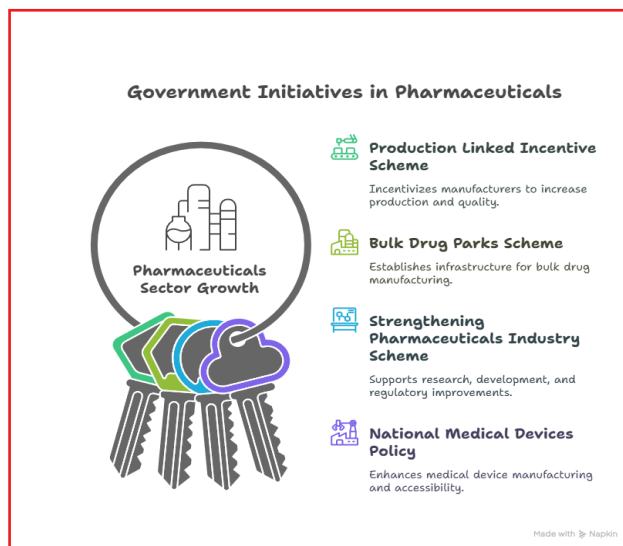 Government Initiatives in Pharmaceuticals
Pharmaceuticals
Sector Growth
Production Linked Incentive
Scheme
Incentivizes manufacturers to increase
production and quality.
Bulk Drug Parks Scheme
Establishes infrastructure for bulk drug
manufacturing.
Strengthening
Pharmaceuticals Industry
Scheme
Supports research, development, and
regulatory improvements.
National Medical Devices
Policy
Enhances medical device manufacturing
and accessibility.
Made with Napkin